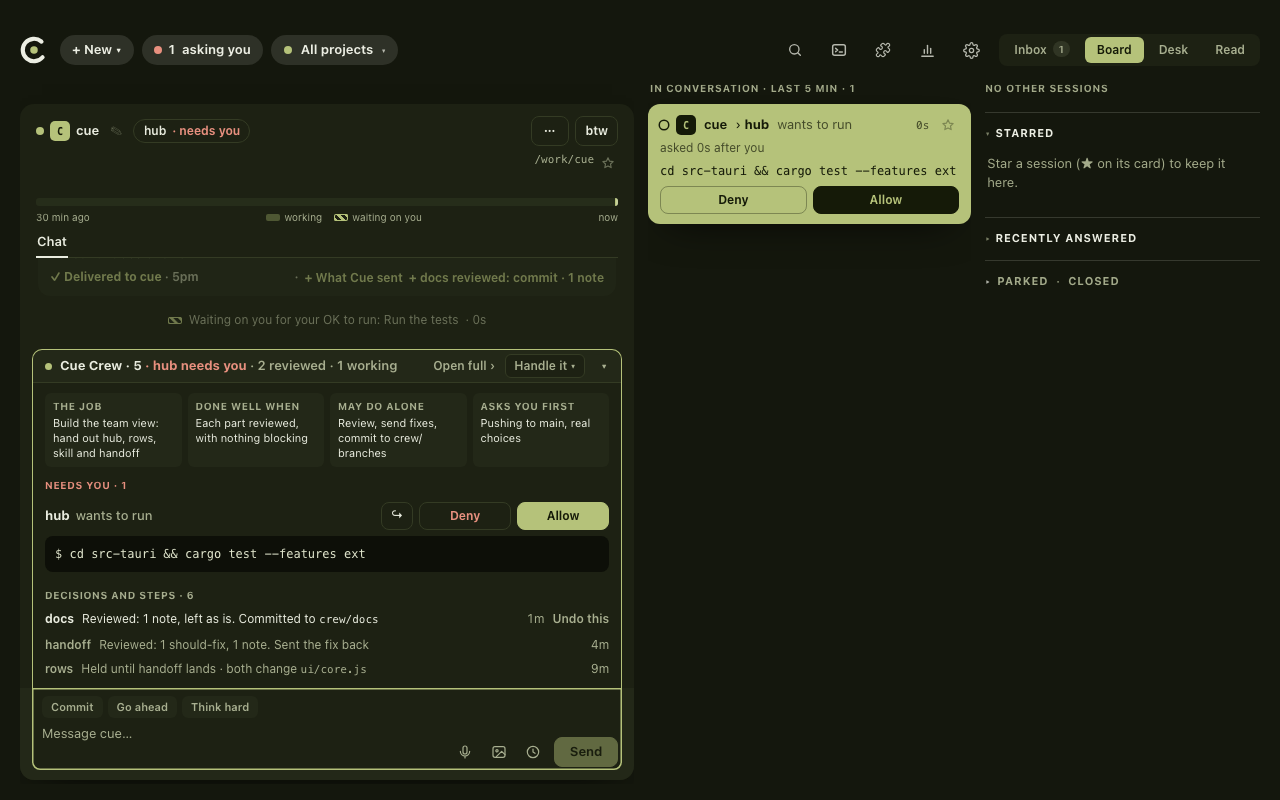 + New ▾
1 asking you
All projects ▾
Inbox 1
Board
Desk
Read
C cue
hub · needs you
···
btw
/work/cue
30 min ago
working
waiting on you
now
Chat
✓ Delivered to cue · 5pm
· + What Cue sent + docs reviewed: commit · 1 note
Waiting on you for your OK to run: Run the tests · 0s
Cue Crew · 5 · hub needs you · 2 reviewed · 1 working
Open full ›
Handle it ▾
THE JOB
Build the team view:
hand out hub, rows,
skill and handoff
DONE WELL WHEN
Each part reviewed,
with nothing blocking
MAY DO ALONE
Review, send fixes,
commit to crew/
branches
ASKS YOU FIRST
Pushing to main, real
choices
NEEDS YOU · 1
hub wants to run
Deny
Allow
$ cd src-tauri && cargo test --features ext
DECISIONS AND STEPS · 6
docs Reviewed: 1 note, left as is. Committed to crew/docs 1m Undo this
handoff Reviewed: 1 should-fix, 1 note. Sent the fix back 4m
rows Held until handoff lands · both change ui/core.js 9m
Commit
Go ahead
Think hard
Message cue...
Send
IN CONVERSATION · LAST 5 MIN · 1
C cue › hub wants to run 0s
asked 0s after you
cd src-tauri && cargo test --features ext
Deny
Allow
NO OTHER SESSIONS
STARRED
Star a session (★ on its card) to keep it
here.
RECENTLY ANSWERED
PARKED · CLOSED